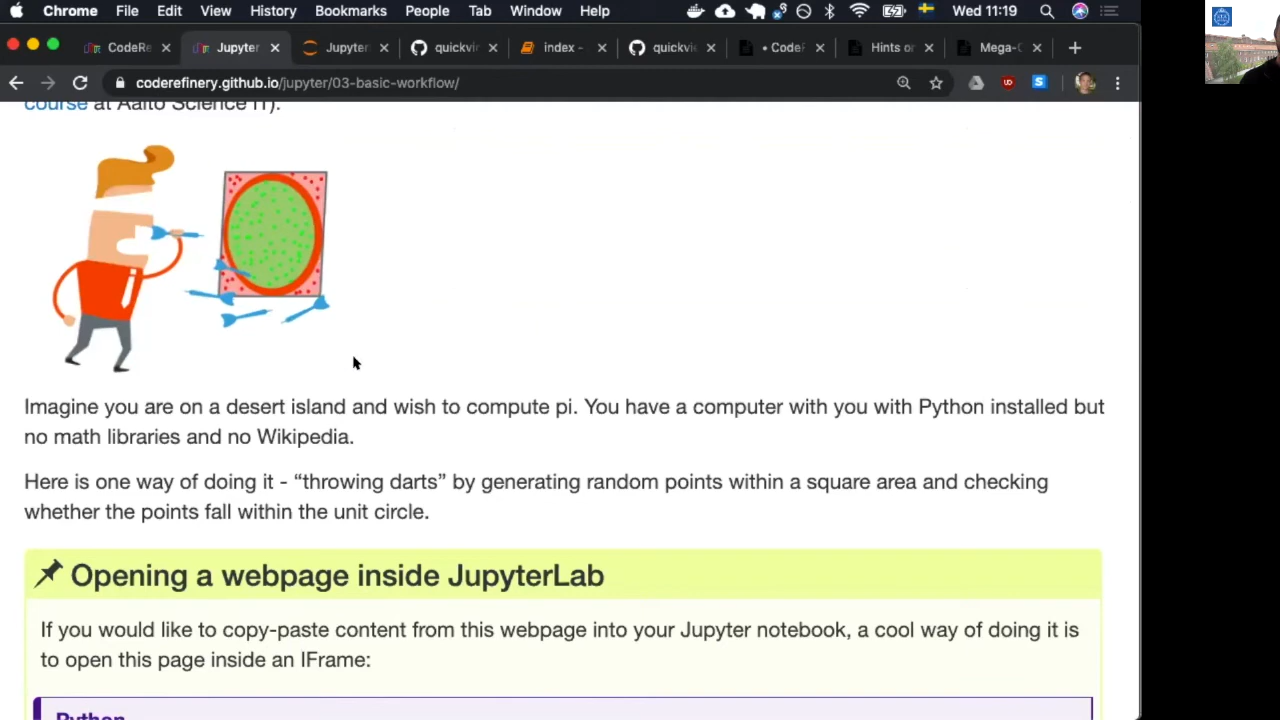 Chrome File Edit View History Bookmarks People Tab Window Help Wed 11:19
CodeRe Jupyter Jupyter quickvi index - quickvie • CodeF Hints or Mega-
coderefinery.github.io/jupyter/03-basic-workflow/
course at Aalto Science IT).
Imagine you are on a desert island and wish to compute pi. You have a computer with you with Python installed but
no math libraries and no Wikipedia.
Here is one way of doing it - “throwing darts” by generating random points within a square area and checking
whether the points fall within the unit circle.
Opening a webpage inside JupyterLab
If you would like to copy-paste content from this webpage into your Jupyter notebook, a cool way of doing it is
to open this page inside an IFrame:
Python